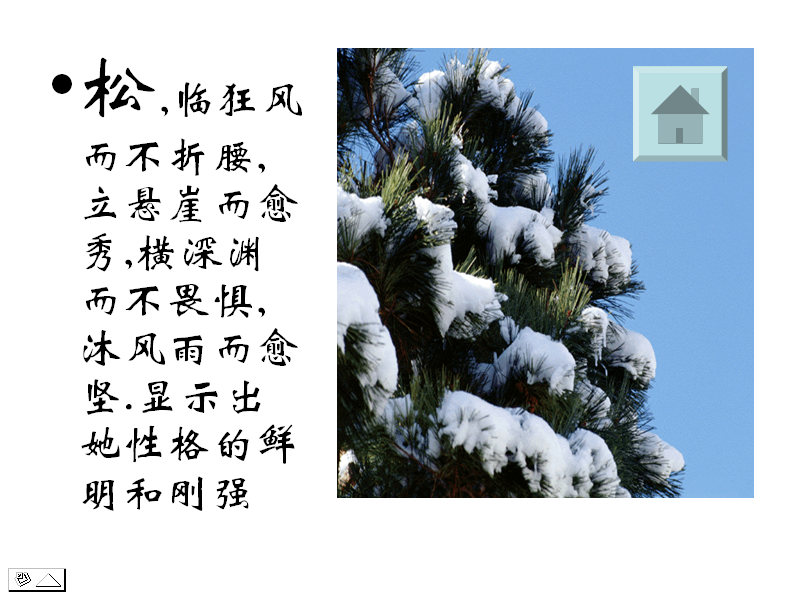 •松,临狂风
而不折腰,
立悬崖而愈
秀,横深渊
而不畏惧,
沐风雨而愈
坚.显示出
她性格的鲜
明和刚强